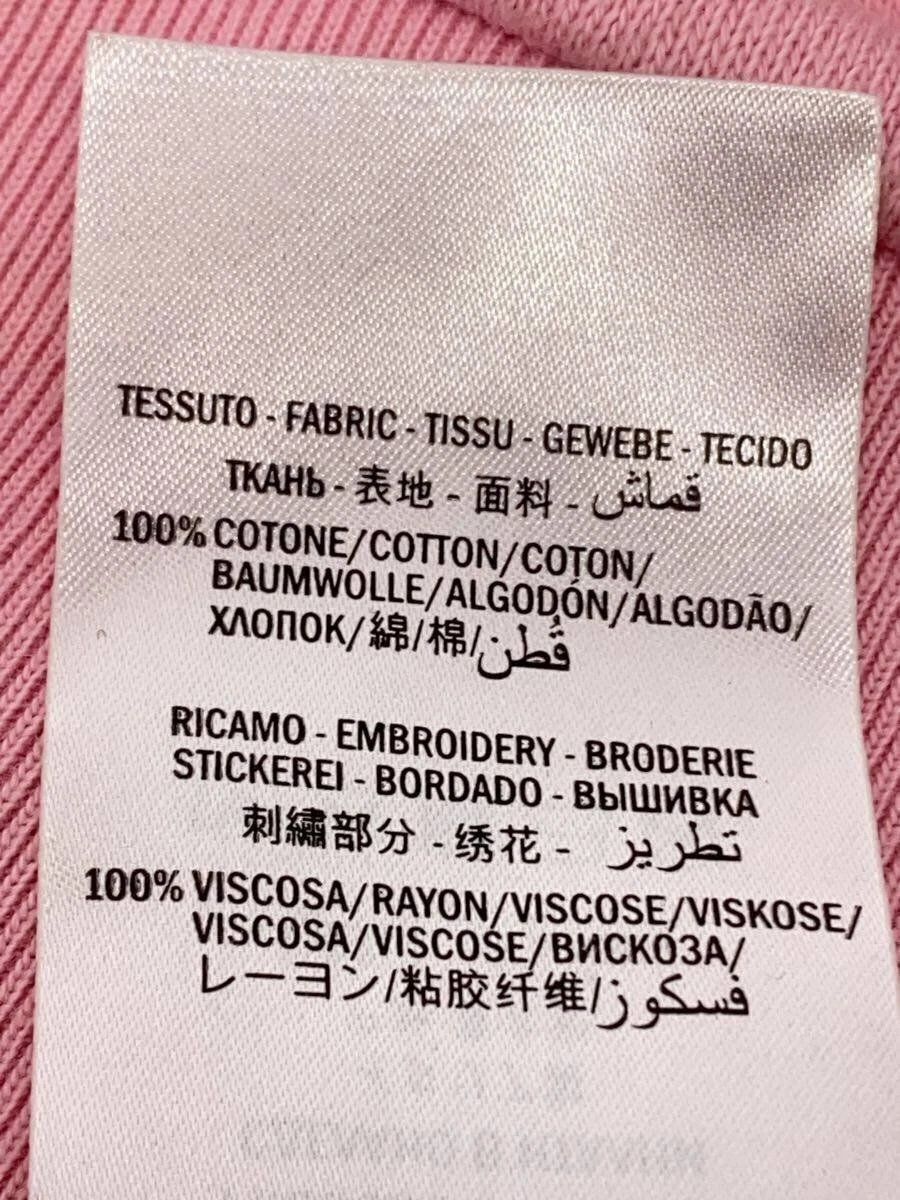 TESSUTO - FABRIC - TISSU - GEWEBE - TECIDO
ТКАНЬ - 表地 - 面料 - قماش
100% COTONE/COTTON/COTON/
BAUMWOLLE/ALGODÓN/ALGODÃO/
ХЛОПОК/綿/棉/قُطن
RICAMO - EMBROIDERY - BRODERIE
STICKEREI - BORDADO - ВЫШИВКА
刺繍部分 - 绣花 - تطريز
100% VISCOSA/RAYON/VISCOSE/VISKOSE/
VISCOSA/VISCOSE/ВИСКОЗА/
レーヨン/粘胶纤维/فسكوز